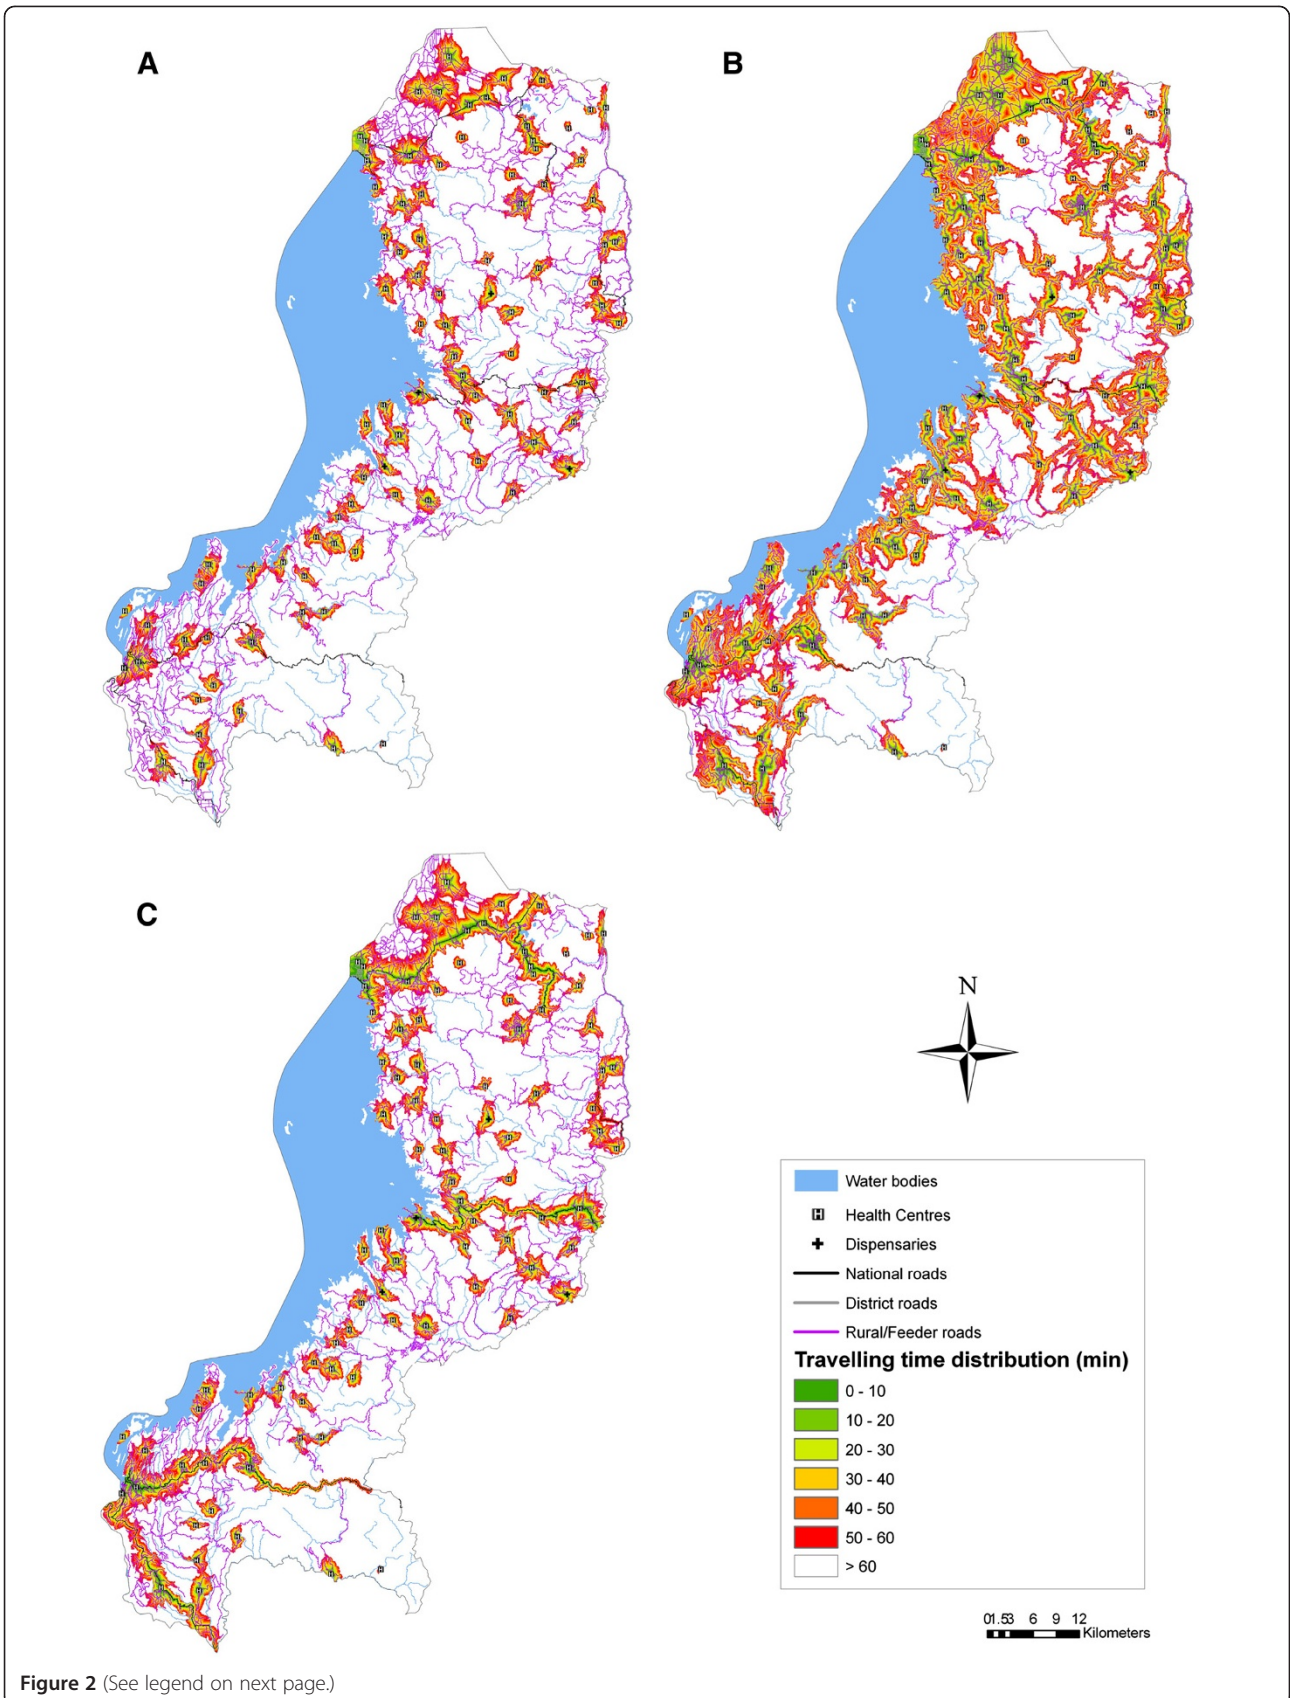 A
B
C
N
Water bodies
H Health Centres
Dispensaries
National roads
District roads
Rural/Feeder roads
Travelling time distribution (min)
0 - 10
10 - 20
20 - 30
30 - 40
40 - 50
50 - 60
> 60
01.53 6 9 12
Kilometers
Figure 2 (See legend on next page.)